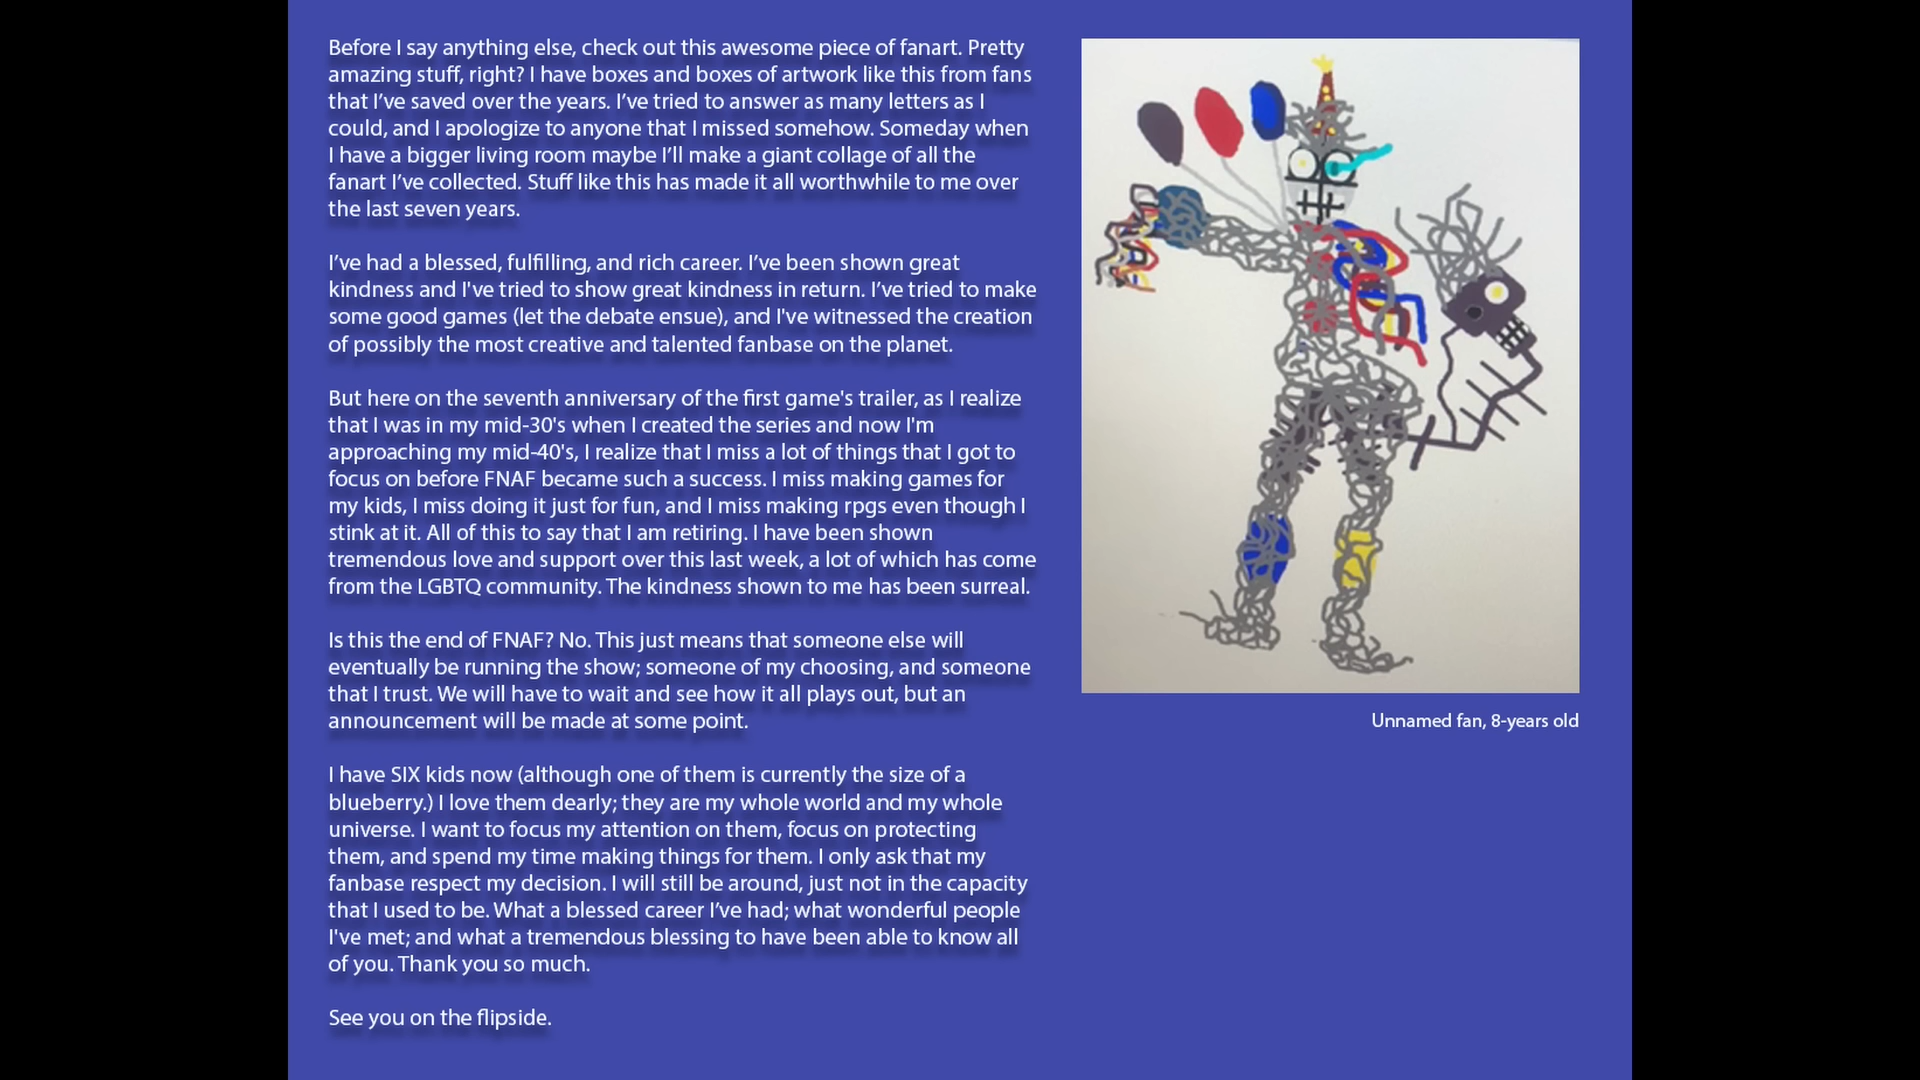 Before I say anything else, check out this awesome piece of fanart. Pretty
amazing stuff, right? I have boxes and boxes of artwork like this from fans
that I’ve saved over the years. I’ve tried to answer as many letters as I
could, and I apologize to anyone that I missed somehow. Someday when
I have a bigger living room maybe I’ll make a giant collage of all the
fanart I’ve collected. Stuff like this has made it all worthwhile to me over
the last seven years.
I’ve had a blessed, fulfilling, and rich career. I’ve been shown great
kindness and I've tried to show great kindness in return. I’ve tried to make
some good games (let the debate ensue), and I've witnessed the creation
of possibly the most creative and talented fanbase on the planet.
But here on the seventh anniversary of the first game's trailer, as I realize
that I was in my mid-30's when I created the series and now I'm
approaching my mid-40's, I realize that I miss a lot of things that I got to
focus on before FNAF became such a success. I miss making games for
my kids, I miss doing it just for fun, and I miss making rpgs even though I
stink at it. All of this to say that I am retiring. I have been shown
tremendous love and support over this last week, a lot of which has come
from the LGBTQ community. The kindness shown to me has been surreal.
Is this the end of FNAF? No. This just means that someone else will
eventually be running the show; someone of my choosing, and someone
that I trust. We will have to wait and see how it all plays out, but an
announcement will be made at some point.
I have SIX kids now (although one of them is currently the size of a
blueberry.) I love them dearly; they are my whole world and my whole
universe. I want to focus my attention on them, focus on protecting
them, and spend my time making things for them. I only ask that my
fanbase respect my decision. I will still be around, just not in the capacity
that I used to be. What a blessed career I’ve had; what wonderful people
I've met; and what a tremendous blessing to have been able to know all
of you. Thank you so much.
See you on the flipside.
Unnamed fan, 8-years old